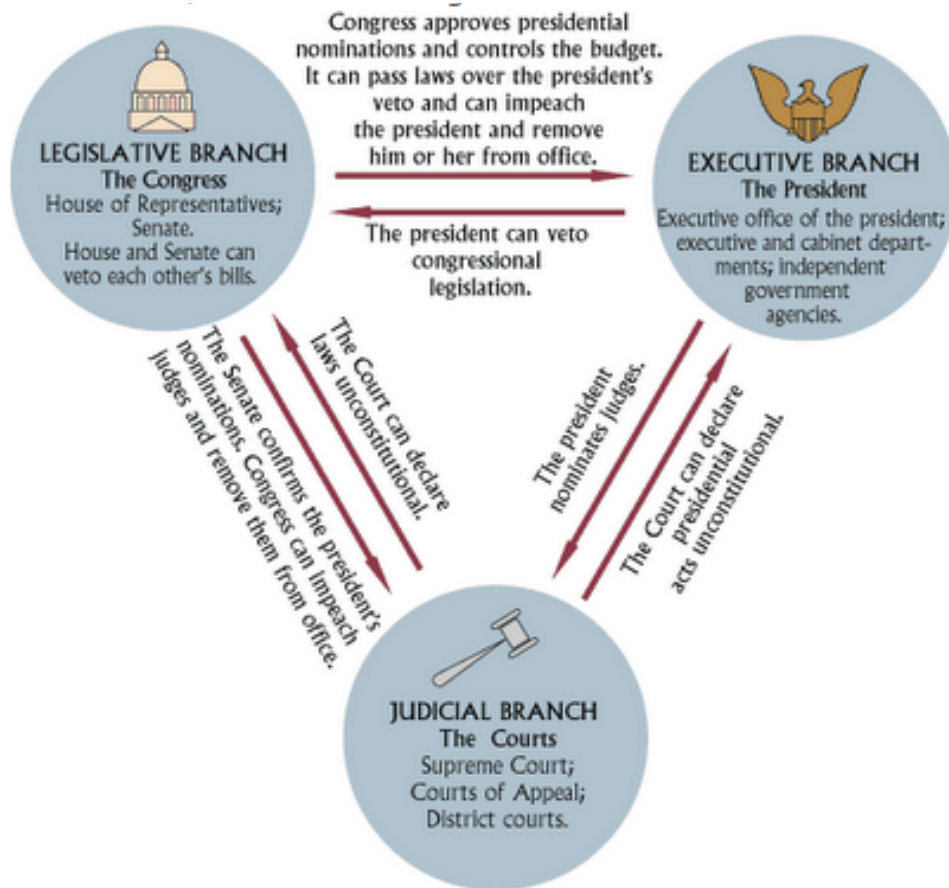 Congress approves presidential
nominations and controls the budget.
It can pass laws over the president's
veto and can impeach
the president and remove
him or her from office.
LEGISLATIVE BRANCH
The Congress
House of Representatives;
Senate.
House and Senate can
veto each other's bills.
EXECUTIVE BRANCH
The President
Executive office of the president;
executive and cabinet depart-
ments; independent
government
agencies.
The president can veto
congressional
legislation.
The Senate confirms the president's
nominations. Congress can impeach
judges and remove them from office.
The Court can declare
laws unconstitutional.
The president
nominates judges.
The Court can declare
presidential
acts unconstitutional.
JUDICIAL BRANCH
The Courts
Supreme Court;
Courts of Appeal;
District courts.